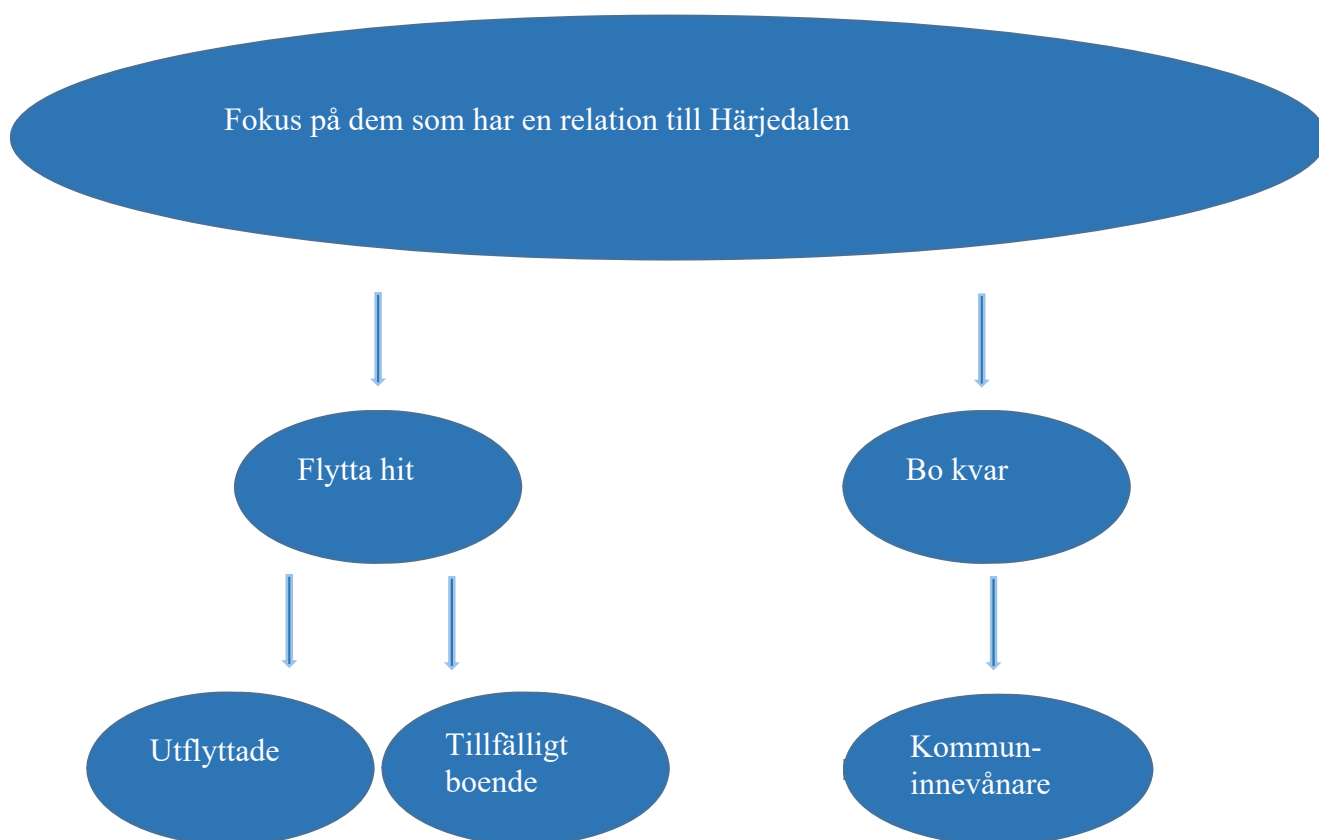 Fokus på dem som har en relation till Härjedalen
Flytta hit
Bo kvar
Utflyttade
Tillfälligt
boende
Kommun-
innevånare